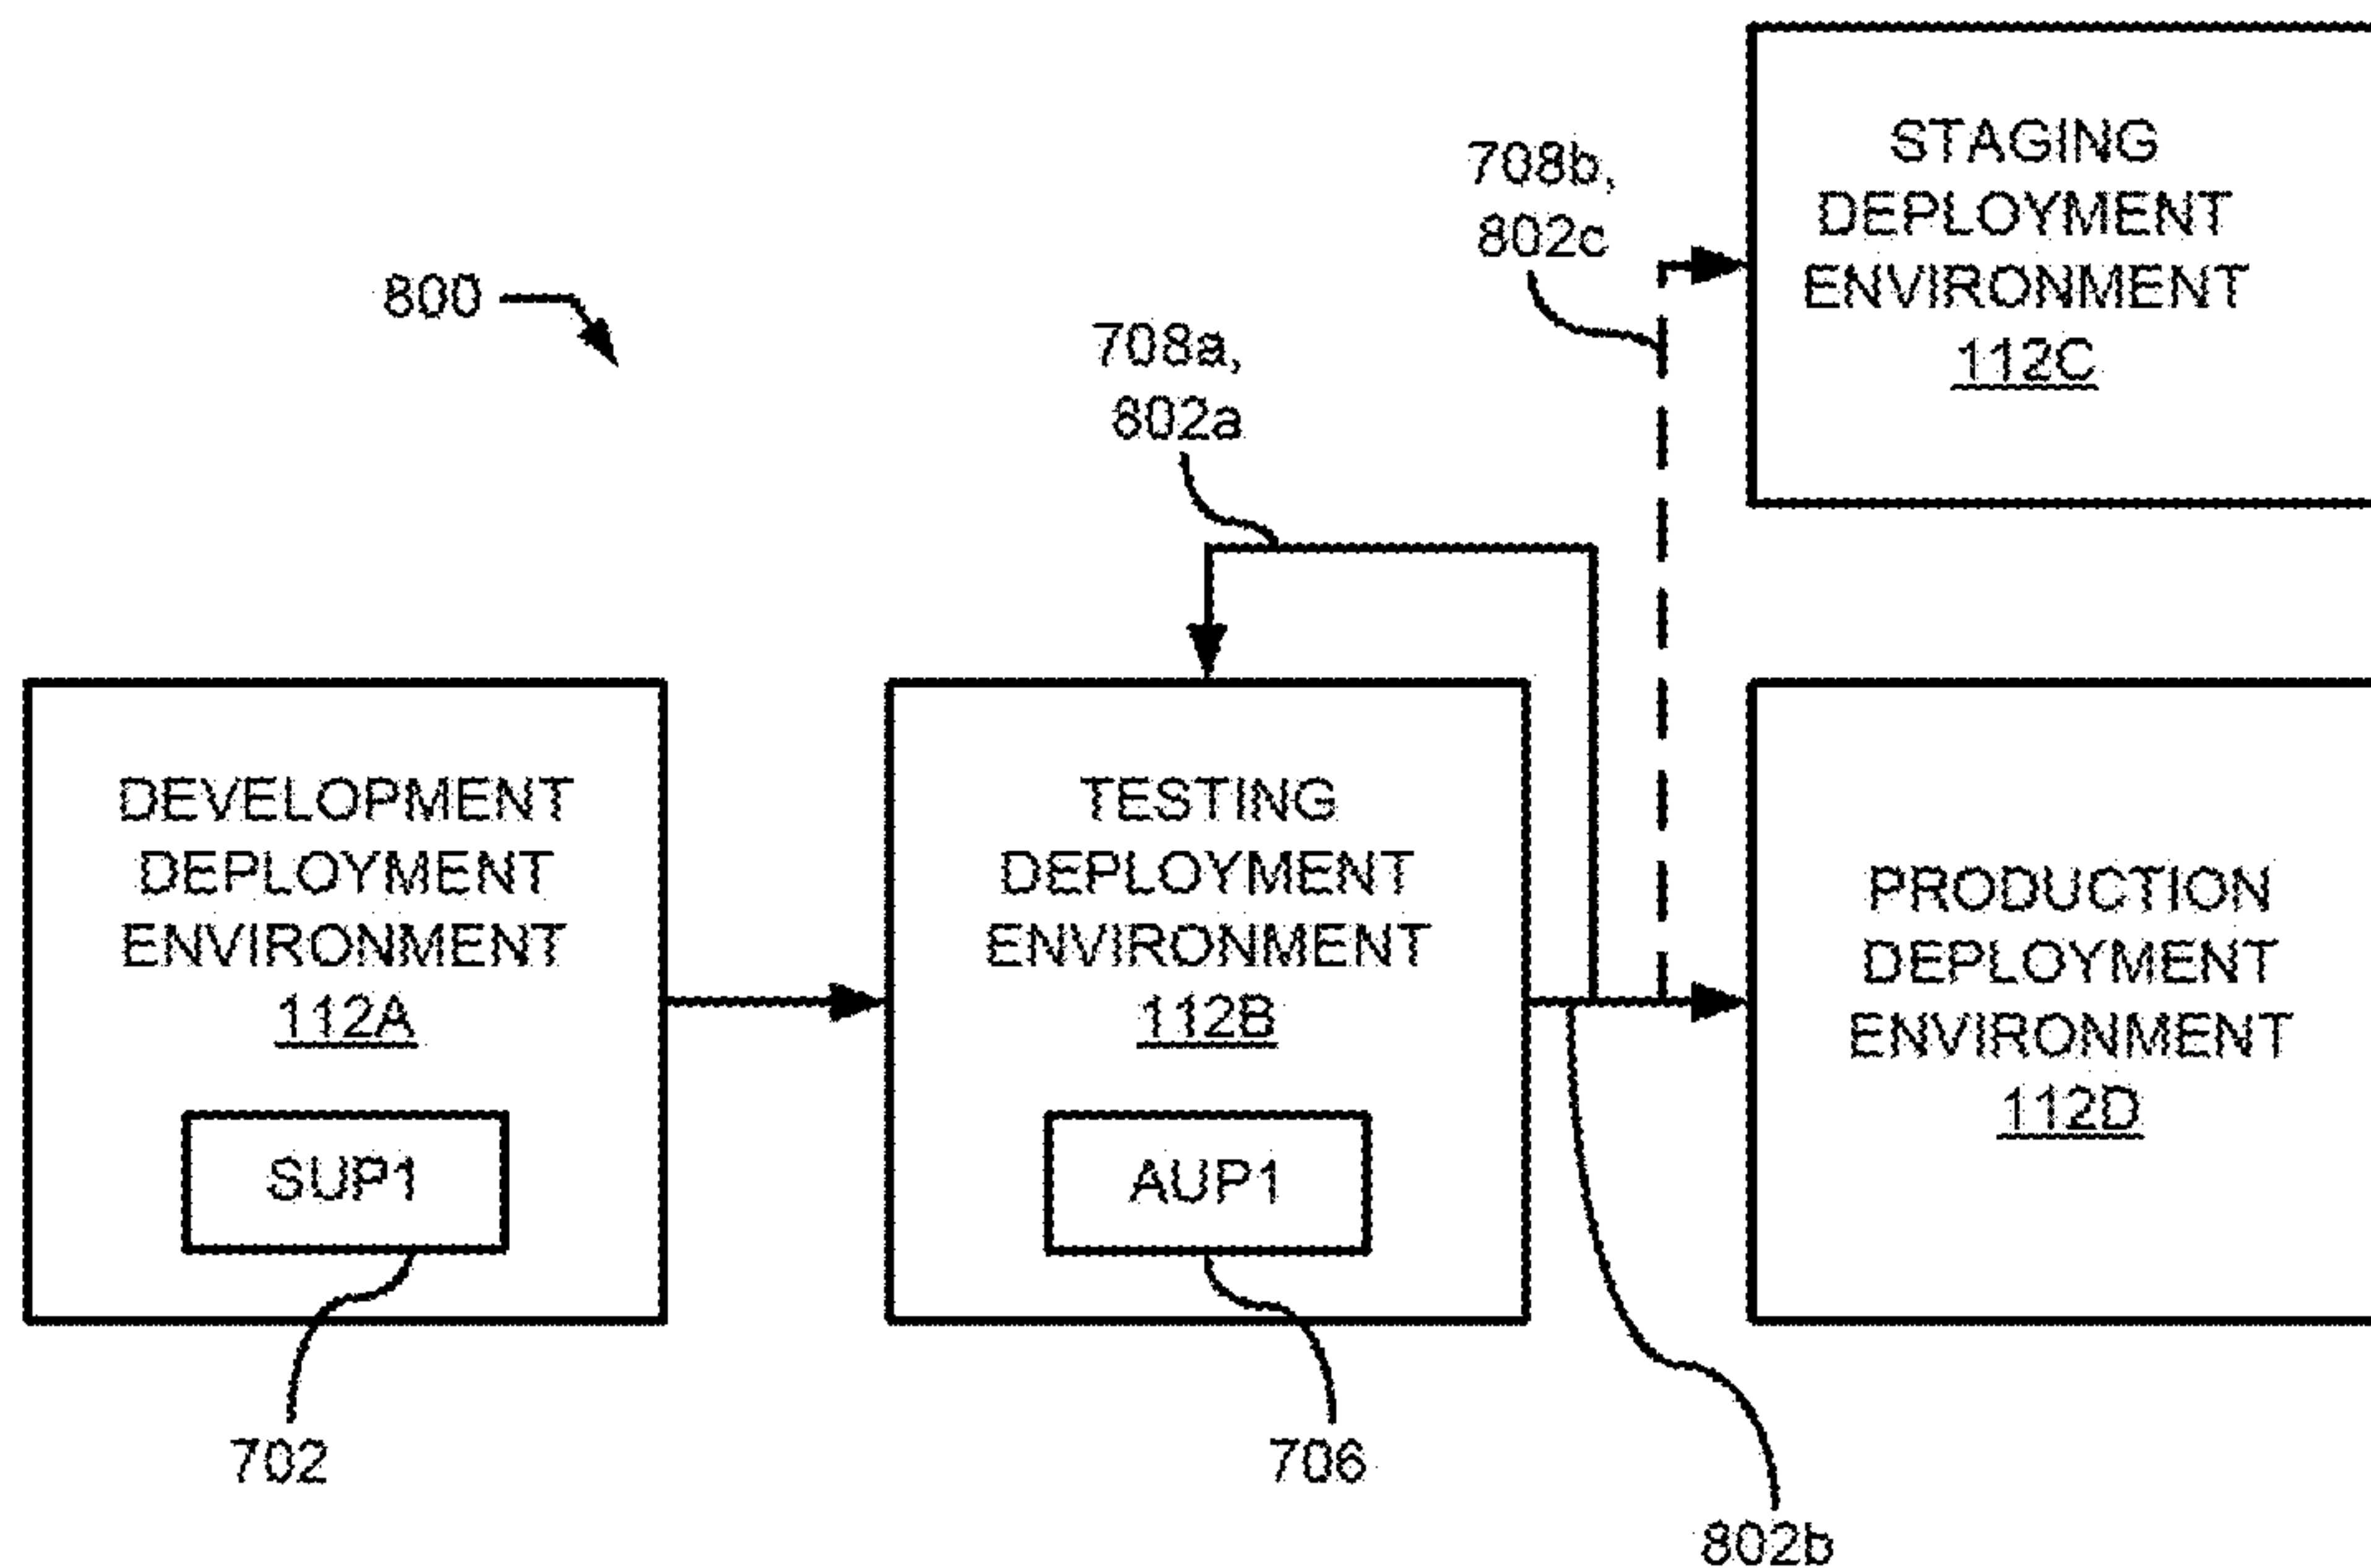 STAGING
DEPLOYMENT
ENVIRONMENT
112C
708b,
802c
800
708a,
802a
DEVELOPMENT
DEPLOYMENT
ENVIRONMENT
112A
SUP1
TESTING
DEPLOYMENT
ENVIRONMENT
112B
AUP1
PRODUCTION
DEPLOYMENT
ENVIRONMENT
112D
702
706
802b